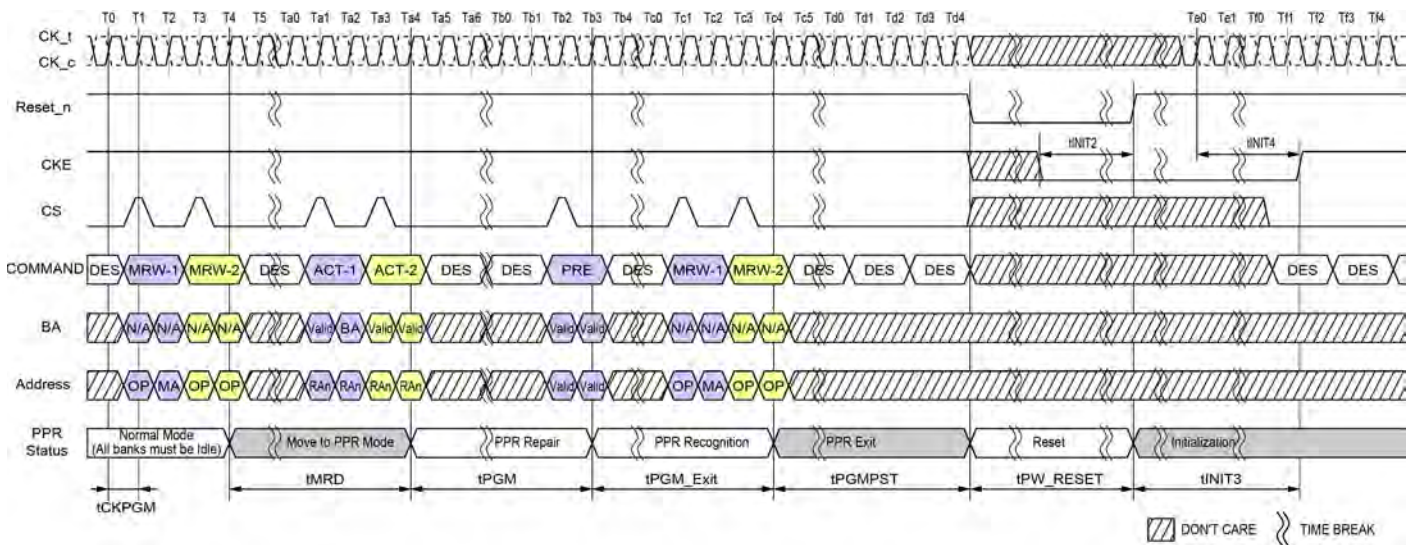 T0 T1 T2 T3 T4 T5 Ta0 Ta1 Ta2 Ta3 Ta4 Ta5 Ta6 Tb0 Tb1 Tb2 Tb3 Tb4 Tc0 Tc1 Tc2 Tc3 Tc4 Tc5 Td0 Td1 Td2 Td3 Td4 Te0 Te1 Tf0 Tf1 Tf2 Tf3 Tf4
CK_t
CK_c
Reset_n
tINIT2 tINIT4
CKE
CS
COMMAND DES MRW-1 MRW-2 DES ACT-1 ACT-2 DES DES PRE DES MRW-1 MRW-2 DES DES DES DES DES
BA N/A N/A N/A N/A Valid BA Valid Valid Valid Valid N/A N/A N/A N/A
Address OP MA OP OP RAn RAn RAn RAn Valid Valid OP MA OP OP
PPR Status
Normal Mode
(All banks must be Idle)
Move to PPR Mode PPR Repair PPR Recognition PPR Exit Reset Initialization
tMRD tPGM tPGM_Exit tPGMPST tPW_RESET tINIT3
tCKPGM
DON'T CARE TIME BREAK